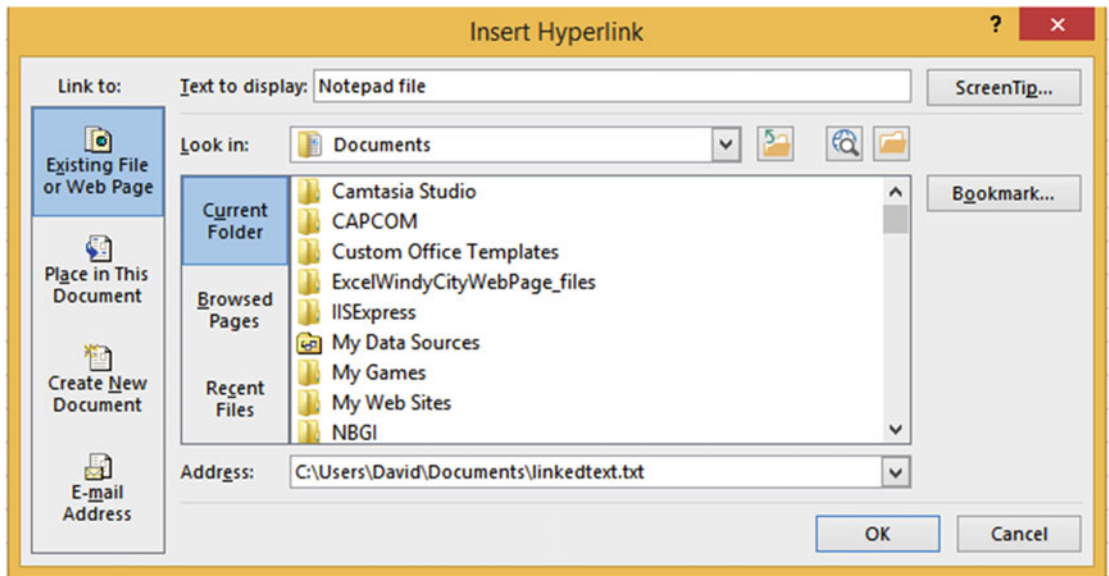 Insert Hyperlink
?
Link to:
Text to display: Notepad file
ScreenTip...
Existing File
or Web Page
Place in This
Document
Create New
Document
E-mail
Address
Look in: Documents
Current
Folder
Browsed
Pages
Recent
Files
Camtasia Studio
CAPCOM
Custom Office Templates
ExcelWindyCityWebPage_files
IISExpress
My Data Sources
My Games
My Web Sites
NBGI
Bookmark...
Address: C:\Users\David\Documents\linkedtext.txt
OK
Cancel